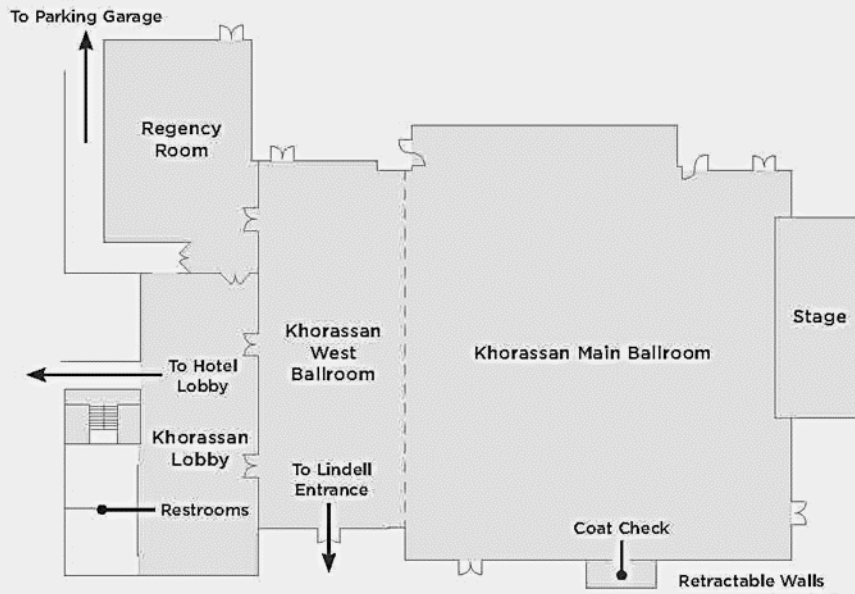 To Parking Garage
Regency
Room
Khorassan
West
Ballroom
Khorassan Main Ballroom
Stage
To Hotel
Lobby
Khorassan
Lobby
To Lindell
Entrance
Restrooms
Coat Check
Retractable Walls